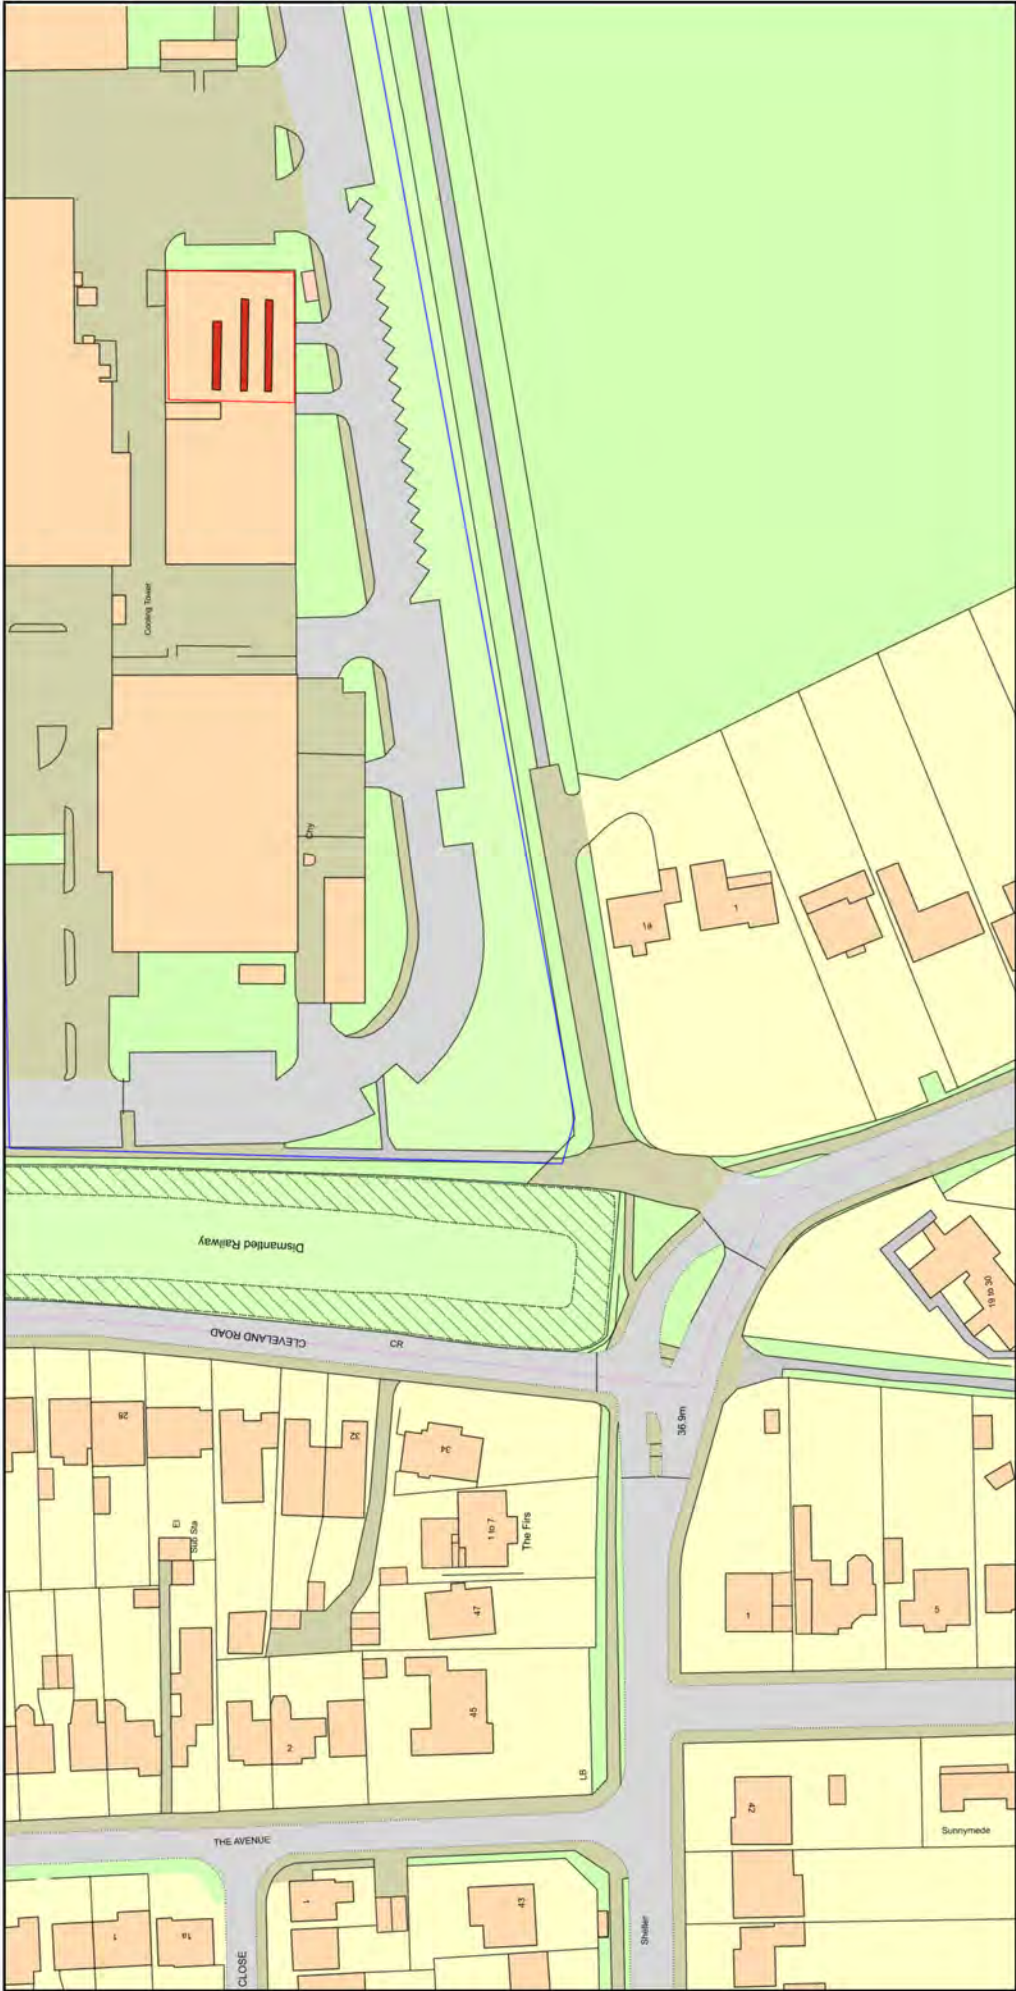 Cooling Tower
Chy
1a
1
Dismantled Railway
19 to 30
CLEVELAND ROAD
CR
36.9m
28
32
34
El
Sub Sta
1 to 7
The Firs
47
1
5
45
2
LB
42
Sunnymede
THE AVENUE
1
43
1
1a
CLOSE
Shelter